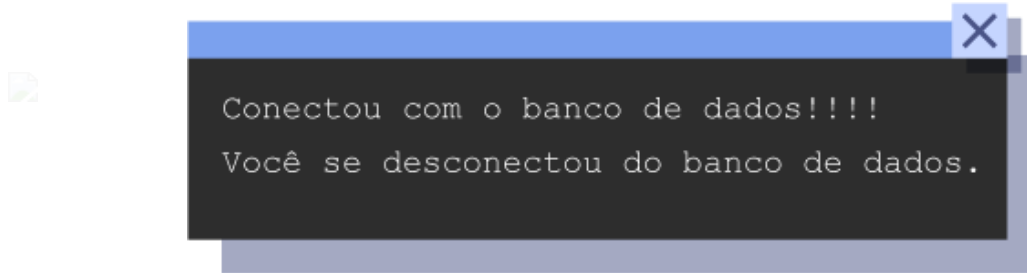 Conectou com o banco de dados!!!!
Você se desconectou do banco de dados.